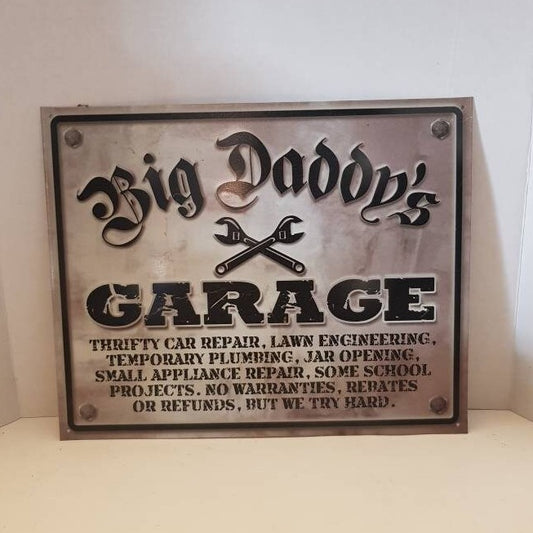 Big Daddy's
GARAGE
THRIFTY CAR REPAIR, LAWN ENGINEERING,
TEMPORARY PLUMBING, JAR OPENING,
SMALL APPLIANCE REPAIR, SOME SCHOOL
PROJECTS. NO WARRANTIES, REBATES
OR REFUNDS, BUT WE TRY HARD.